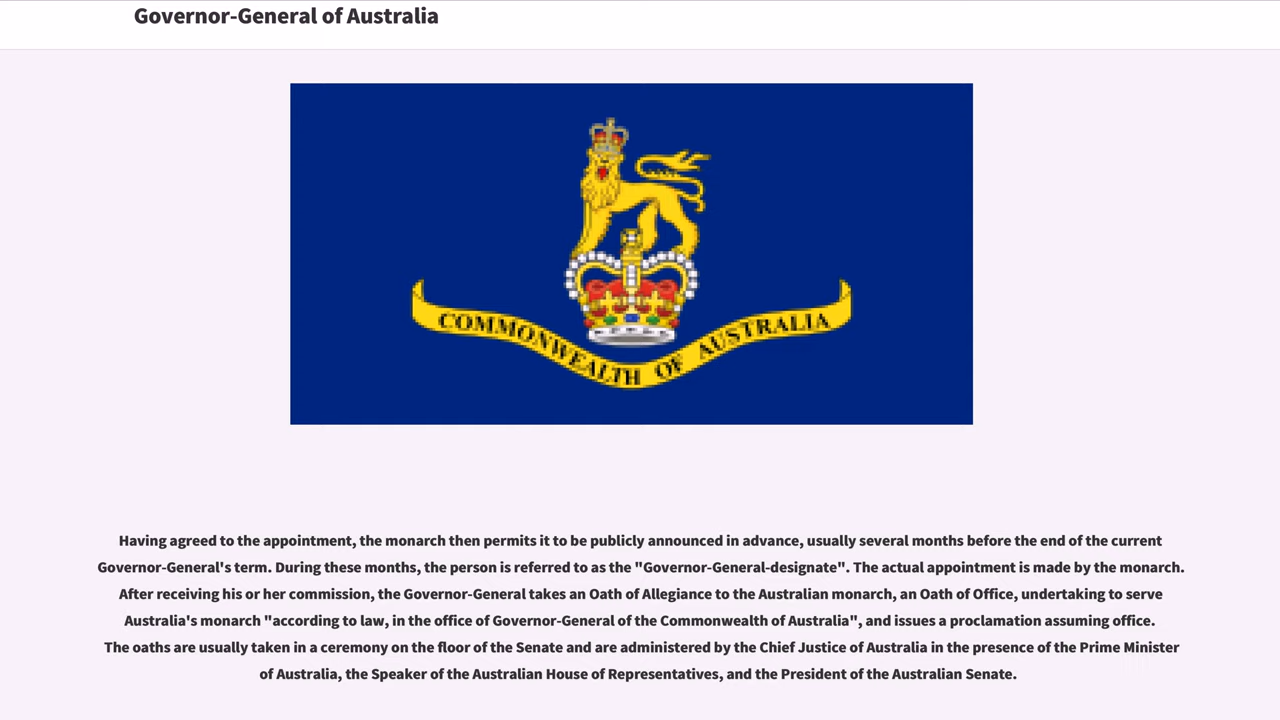 Governor-General of Australia
COMMONWEALTH OF AUSTRALIA
Having agreed to the appointment, the monarch then permits it to be publicly announced in advance, usually several months before the end of the current
Governor-General's term. During these months, the person is referred to as the "Governor-General-designate". The actual appointment is made by the monarch.
After receiving his or her commission, the Governor-General takes an Oath of Allegiance to the Australian monarch, an Oath of Office, undertaking to serve
Australia's monarch "according to law, in the office of Governor-General of the Commonwealth of Australia", and issues a proclamation assuming office.
The oaths are usually taken in a ceremony on the floor of the Senate and are administered by the Chief Justice of Australia in the presence of the Prime Minister
of Australia, the Speaker of the Australian House of Representatives, and the President of the Australian Senate.